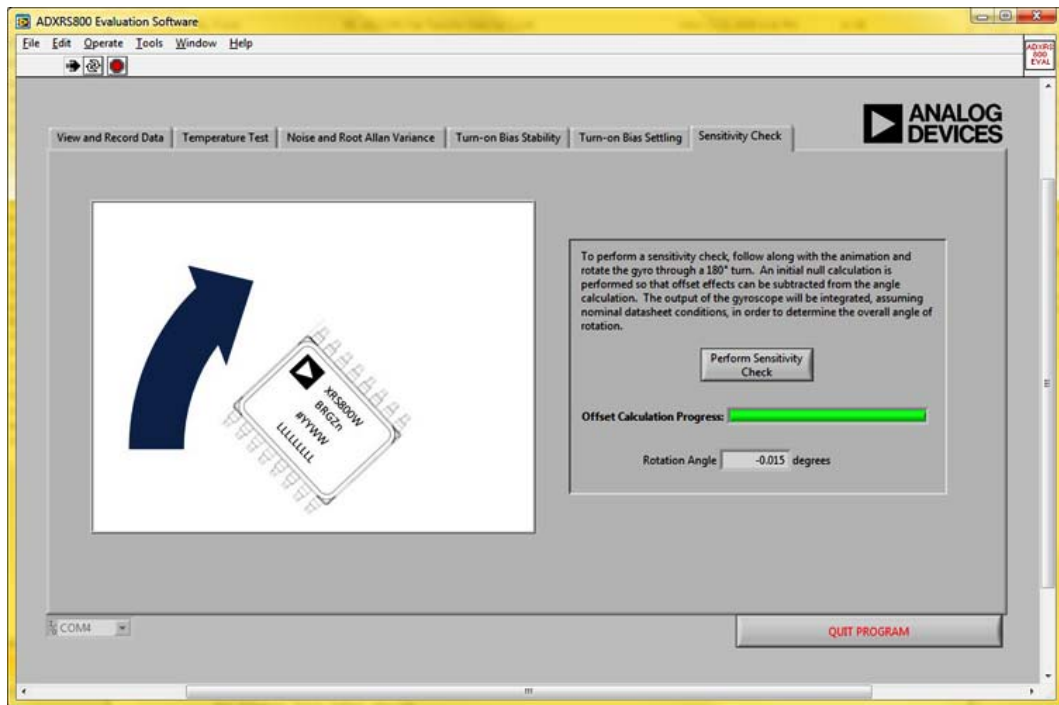 ADXRS800 Evaluation Software
File Edit Operate Tools Window Help
ADXRS
800
EVAL
ANALOG
DEVICES
View and Record Data Temperature Test Noise and Root Allan Variance Turn-on Bias Stability Turn-on Bias Settling Sensitivity Check
XRS800W
BRGZn
#YYWW
LLLLLLLLL
To perform a sensitivity check, follow along with the animation and
rotate the gyro through a 180° turn. An initial null calculation is
performed so that offset effects can be subtracted from the angle
calculation. The output of the gyroscope will be integrated, assuming
nominal datasheet conditions, in order to determine the overall angle of
rotation.
Perform Sensitivity
Check
Offset Calculation Progress:
Rotation Angle -0.015 degrees
COM4
QUIT PROGRAM